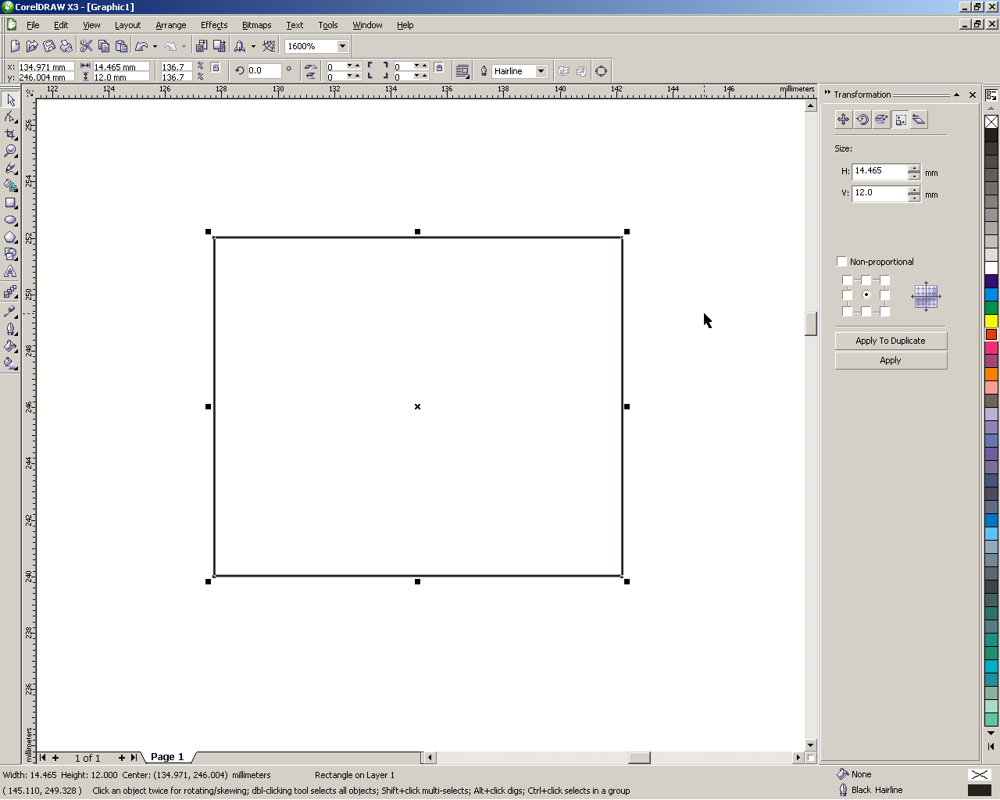 CorelDRAW X3 - [Graphic1]
File Edit View Layout Arrange Effects Bitmaps Text Tools Window Help
1600%
x: 134.971 mm 14.465 mm 136.7 % 0.0 ° 0 0 Hairline
y: 246.004 mm 12.0 mm 136.7 % 0 0
122 124 126 128 130 132 134 136 138 140 142 144 146 millimeters
256
254
252
250
248
246
244
242
240
238
236
millimeters
Transformation
Size:
H: 14.465 mm
V: 12.0 mm
Non-proportional
Apply To Duplicate
Apply
1 of 1 Page 1
Width: 14.465 Height: 12.000 Center: (134.971, 246.004) millimeters Rectangle on Layer 1 None
( 145.110, 249.328 ) Click an object twice for rotating/skewing; dbl-clicking tool selects all objects; Shift+click multi-selects; Alt+click digs; Ctrl+click selects in a group Black Hairline